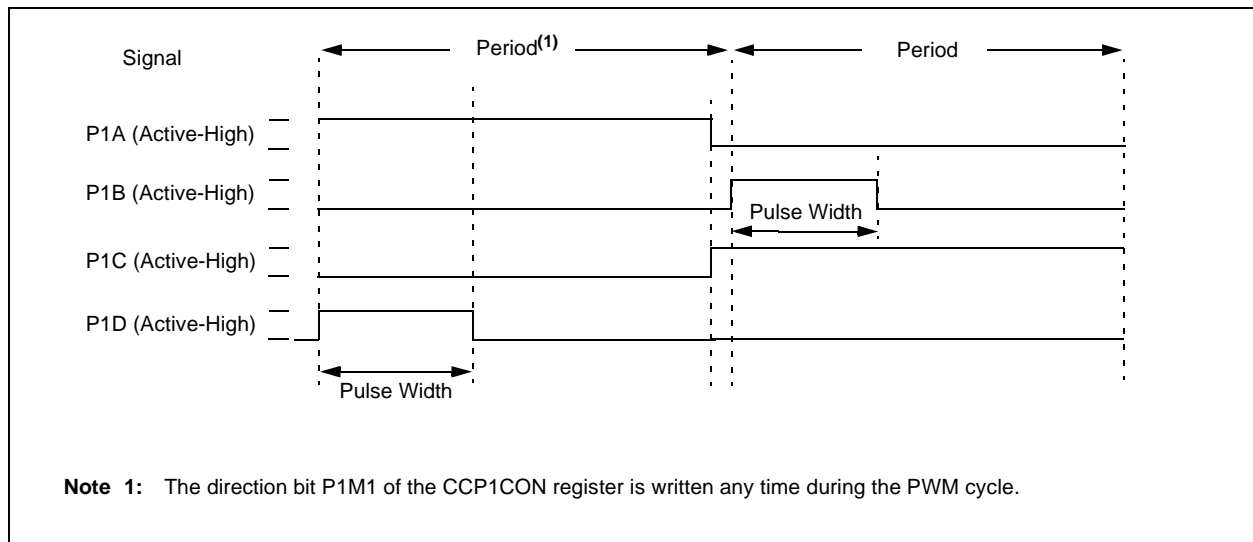 Signal
Period(1)
Period
P1A (Active-High)
P1B (Active-High)
Pulse Width
P1C (Active-High)
P1D (Active-High)
Pulse Width
Note 1: The direction bit P1M1 of the CCP1CON register is written any time during the PWM cycle.